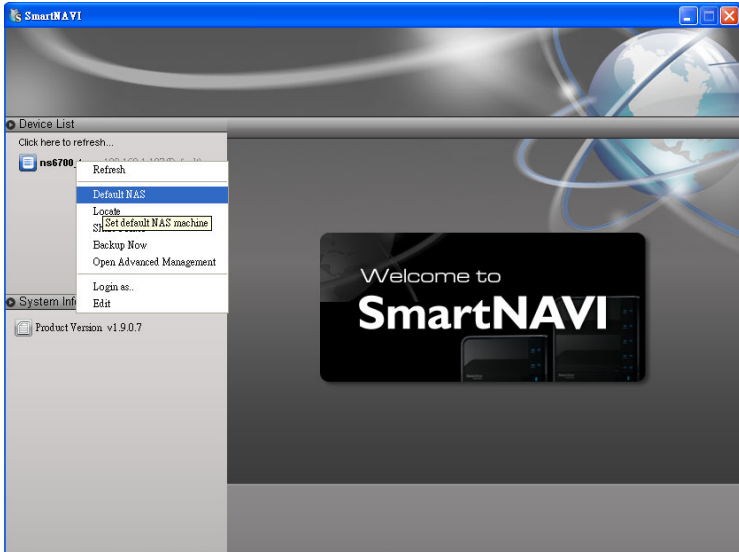 SmartNAVI
Device List
Click here to refresh...
ns6700_
Refresh
Default NAS
Locate
Set default NAS machine
Backup Now
Open Advanced Management
Login as..
Edit
System Inf
Product Version v1.9.0.7
Welcome to
SmartNAVI